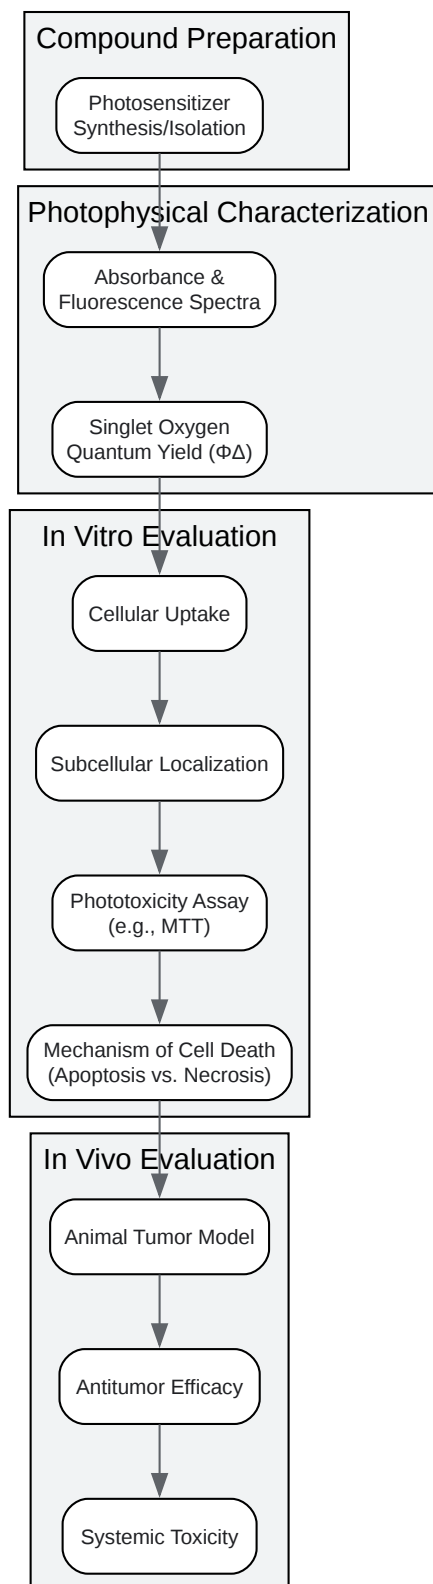 Compound Preparation
Photosensitizer
Synthesis/Isolation
Photophysical Characterization
Absorbance &
Fluorescence Spectra
Singlet Oxygen
Quantum Yield (ΦΔ)
In Vitro Evaluation
Cellular Uptake
Subcellular Localization
Phototoxicity Assay
(e.g., MTT)
Mechanism of Cell Death
(Apoptosis vs. Necrosis)
In Vivo Evaluation
Animal Tumor Model
Antitumor Efficacy
Systemic Toxicity